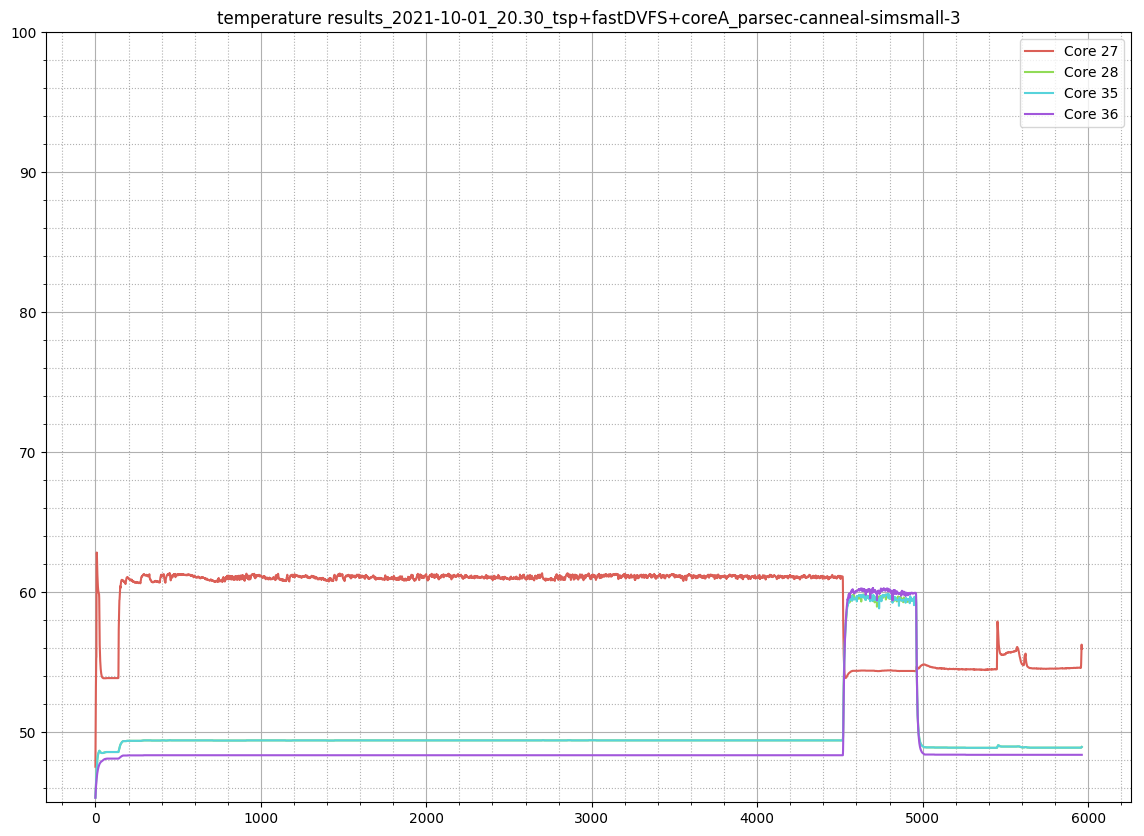 temperature results_2021-10-01_20.30_tsp+fastDVFS+coreA_parsec-canneal-simsmall-3
Core 27
Core 28
Core 35
Core 36
100
90
80
70
60
50
0 1000 2000 3000 4000 5000 6000